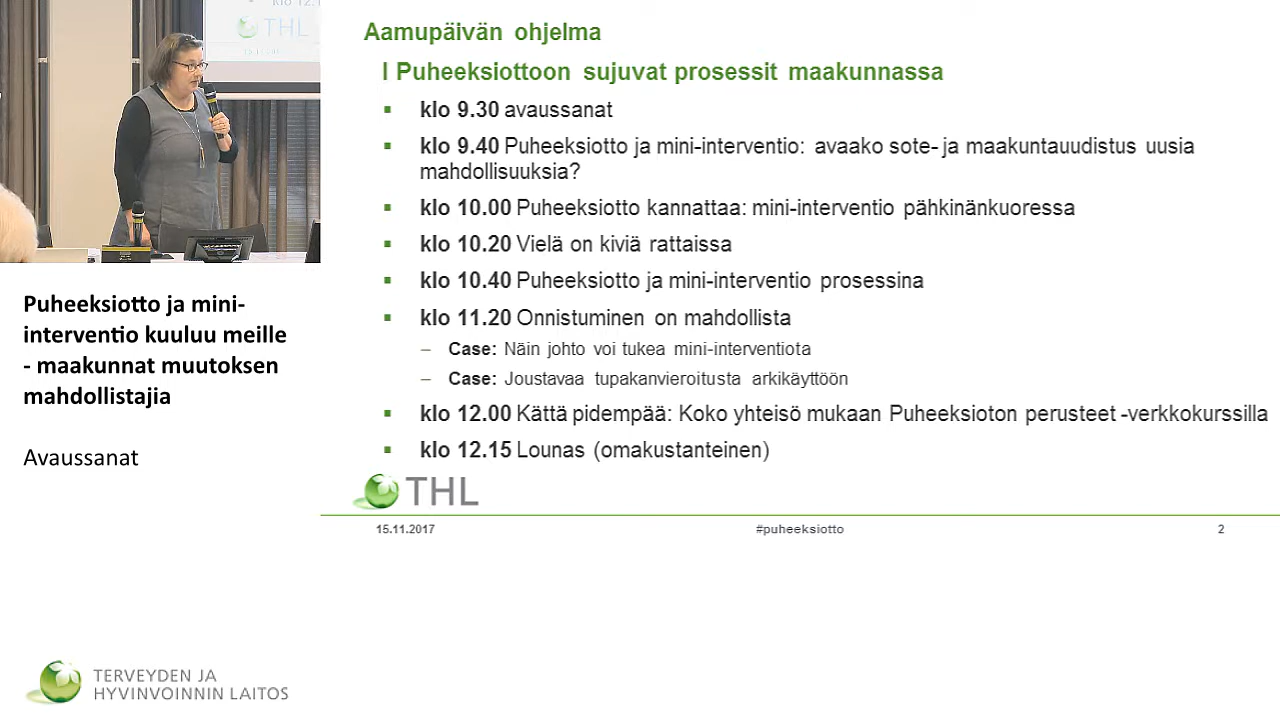 THL
Aamupäivän ohjelma
I Puheeksiottoon sujuvat prosessit maakunnassa
klo 9.30 avaussanat
klo 9.40 Puheeksiotto ja mini-interventio: avaako sote- ja maakuntauudistus uusia
mahdollisuuksia?
klo 10.00 Puheeksiotto kannattaa: mini-interventio pähkinänkuoressa
klo 10.20 Vielä on kiviä rattaissa
klo 10.40 Puheeksiotto ja mini-interventio prosessina
klo 11.20 Onnistuminen on mahdollista
– Case: Näin johto voi tukea mini-interventiota
– Case: Joustavaa tupakanvieroitusta arkikäyttöön
klo 12.00 Kättä pidempää: Koko yhteisö mukaan Puheeksioton perusteet -verkkokurssilla
klo 12.15 Lounas (omakustanteinen)
THL
15.11.2017 #puheeksiotto 2
Puheeksiotto ja mini-
interventio kuuluu meille
- maakunnat muutoksen
mahdollistajia
Avaussanat
TERVEYDEN JA
HYVINVOINNIN LAITOS